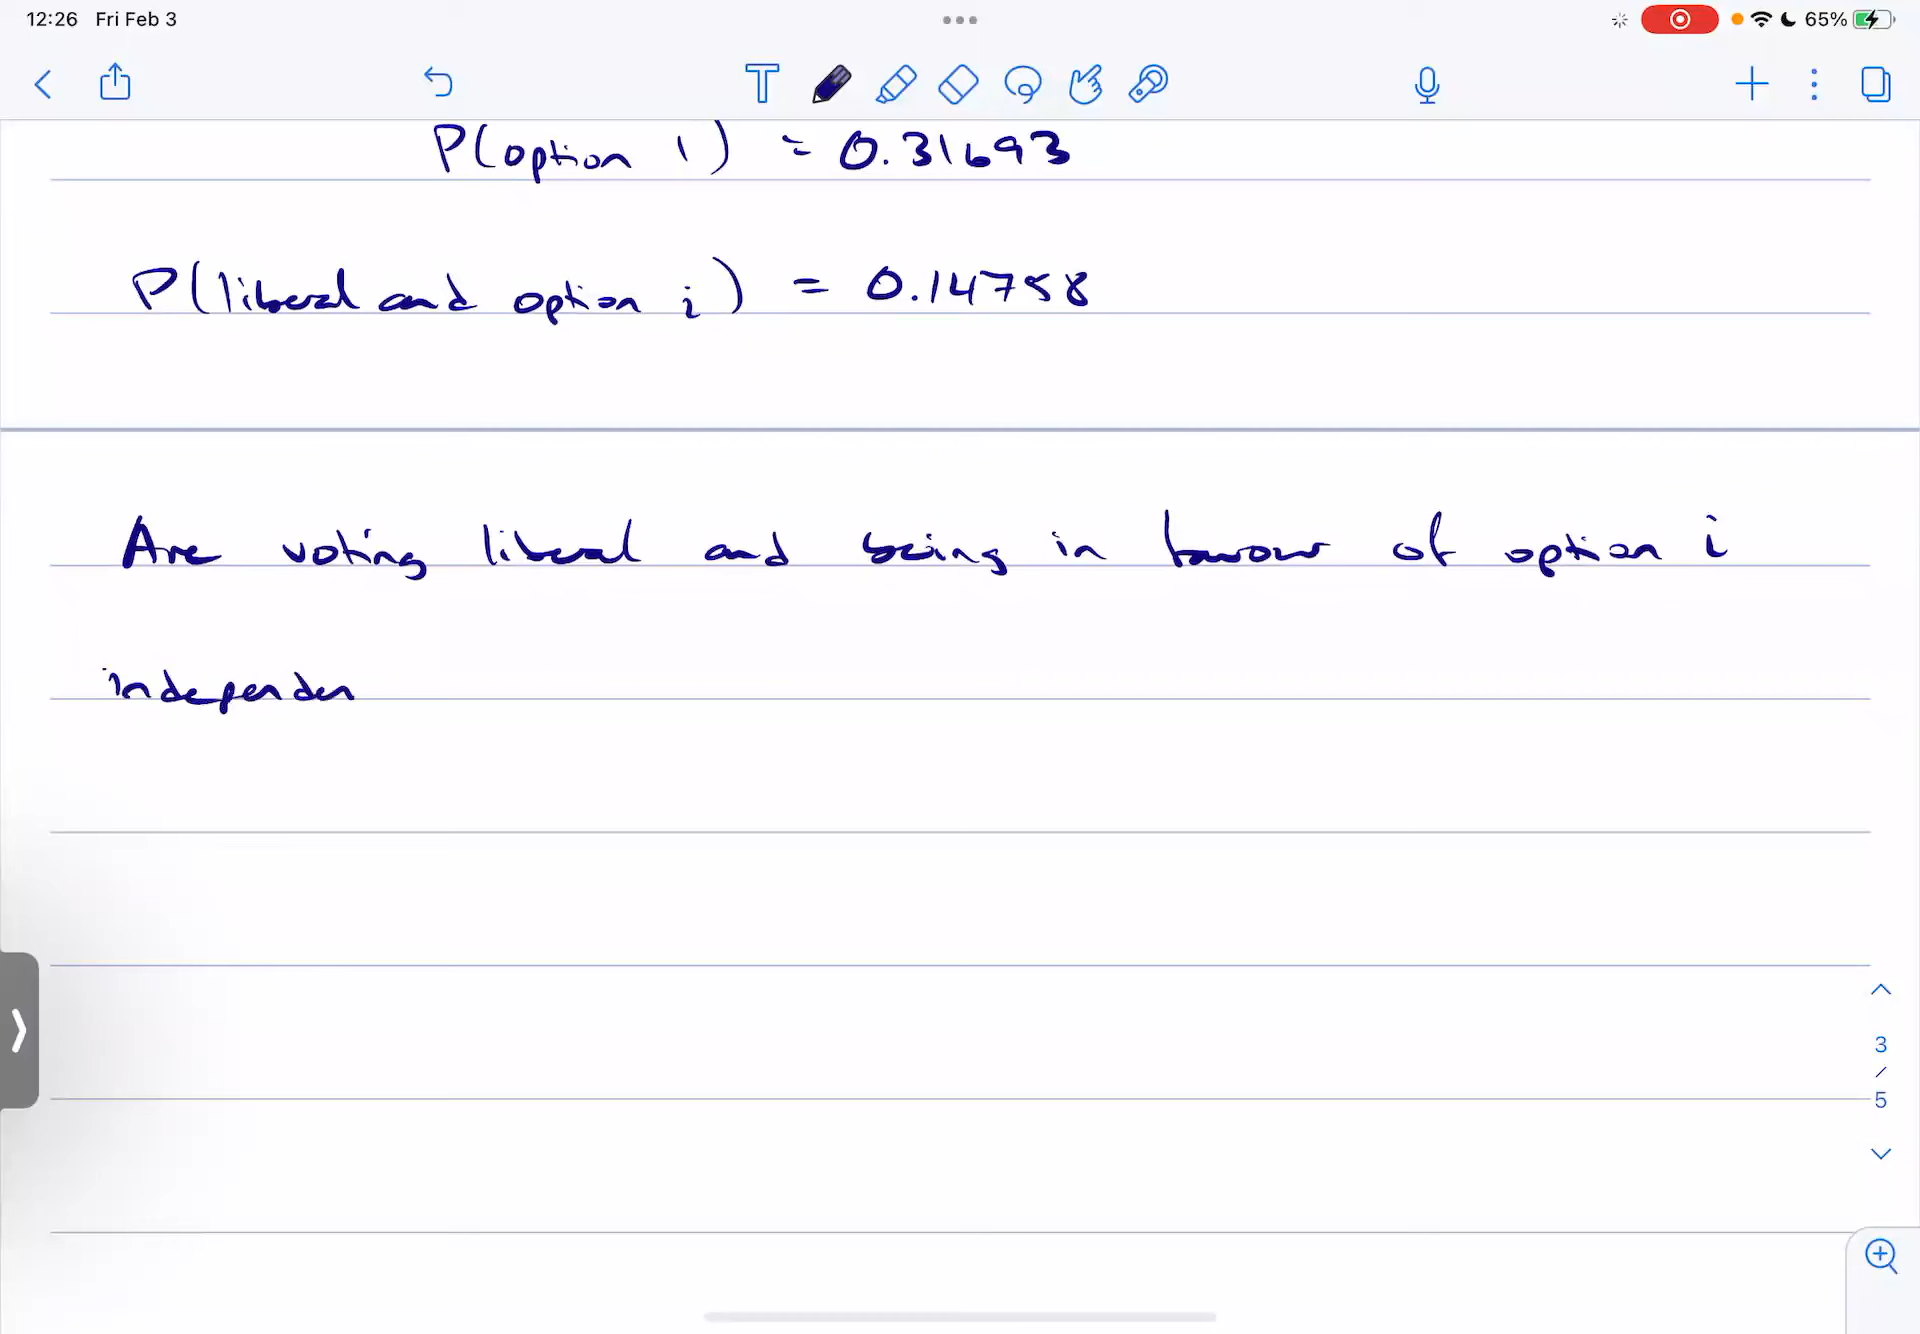 12:26 Fri Feb 3
65%
T
P(option 1) = 0.31693
P(liberal and option i) = 0.14758
Are voting liberal and being in favour of option i
independen
3
/
5